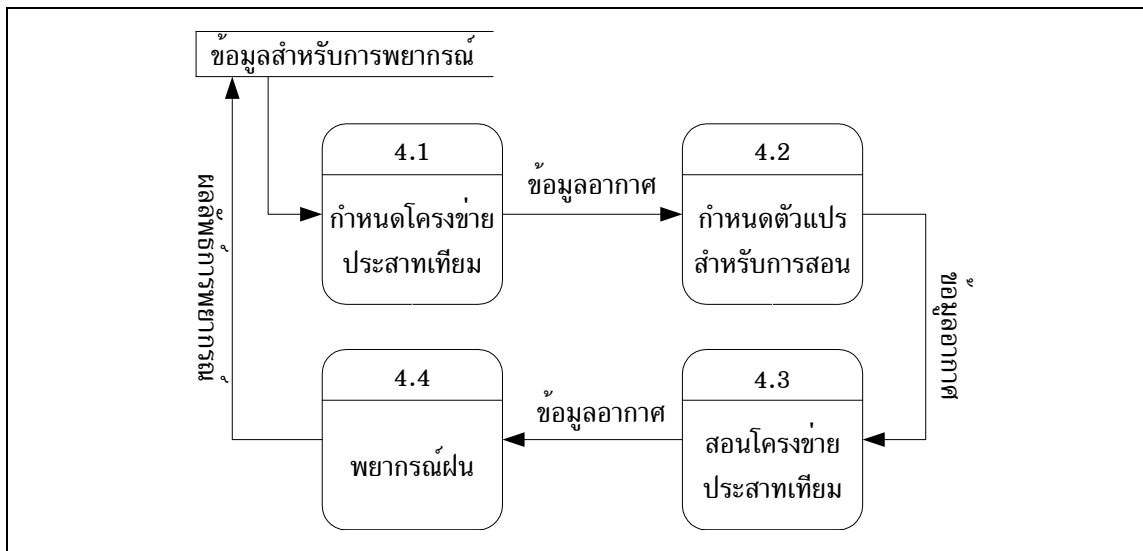 ข้อมูลสำหรับการพยากรณ์
4.1
กำหนดโครงข่าย
ประสาทเทียม
ข้อมูลอากาศ
4.2
กำหนดตัวแปร
สำหรับการสอน
ข้อมูลอากาศ
4.3
สอนโครงข่าย
ประสาทเทียม
ข้อมูลอากาศ
4.4
พยากรณ์ฝน
ผลลัพธ์การพยากรณ์